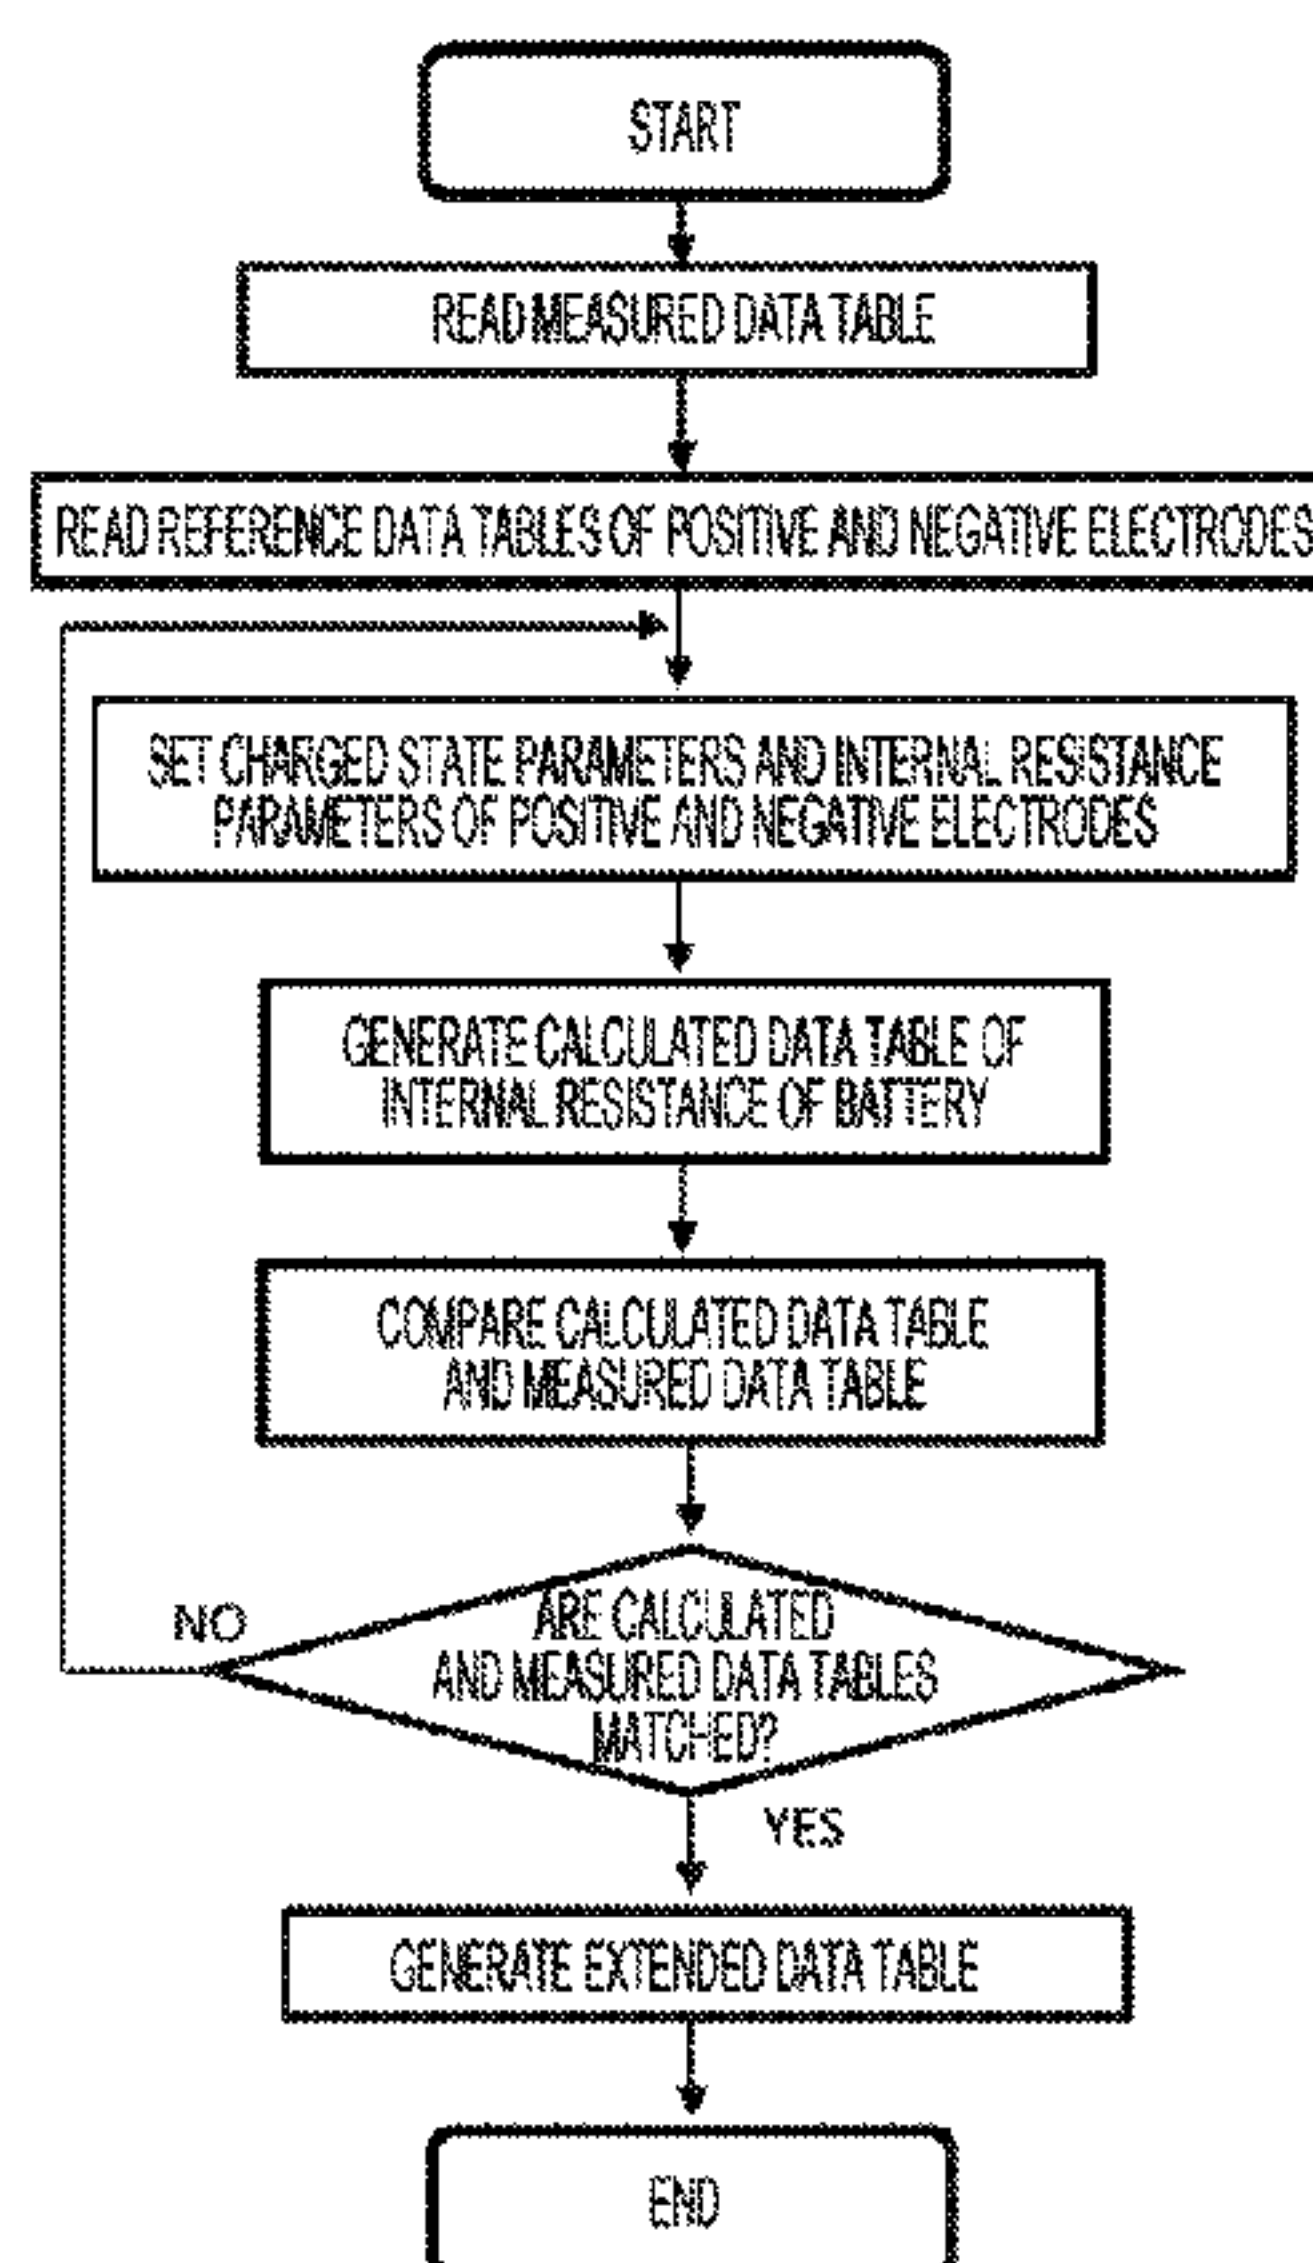 START
READ MEASURED DATA TABLE
READ REFERENCE DATA TABLES OF POSITIVE AND NEGATIVE ELECTRODES
SET CHARGED STATE PARAMETERS AND INTERNAL RESISTANCE
PARAMETERS OF POSITIVE AND NEGATIVE ELECTRODES
GENERATE CALCULATED DATA TABLE OF
INTERNAL RESISTANCE OF BATTERY
COMPARE CALCULATED DATA TABLE
AND MEASURED DATA TABLE
ARE CALCULATED
AND MEASURED DATA TABLES
MATCHED?
NO
YES
GENERATE EXTENDED DATA TABLE
END